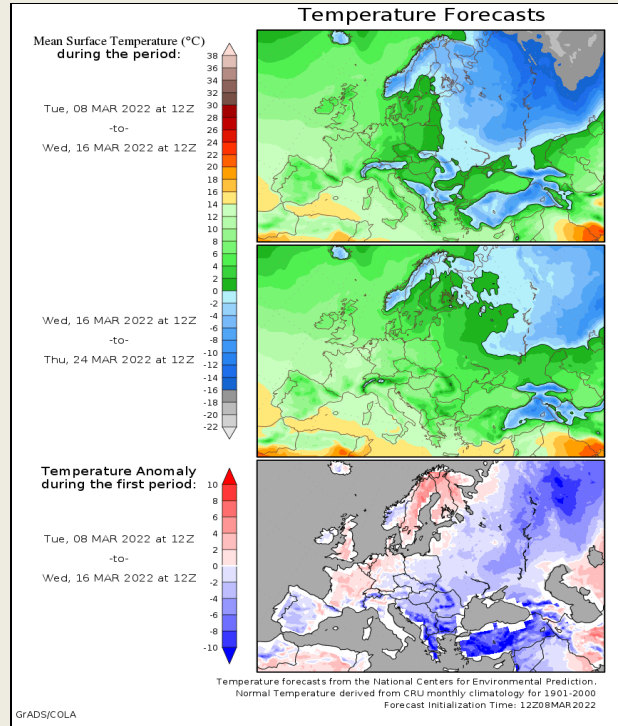 Temperature Forecasts
Mean Surface Temperature (°C)
during the period:
38
36
34
32
30
28
26
24
22
20
18
16
14
12
10
8
6
4
2
0
-2
-4
-6
-8
-10
-12
-14
-16
-18
-20
-22
Tue, 08 MAR 2022 at 12Z
-to-
Wed, 16 MAR 2022 at 12Z
Wed, 16 MAR 2022 at 12Z
-to-
Thu, 24 MAR 2022 at 12Z
Temperature Anomaly
during the first period:
10
8
6
4
2
0
-2
-4
-6
-8
-10
Tue, 08 MAR 2022 at 12Z
-to-
Wed, 16 MAR 2022 at 12Z
Temperature forecasts from the National Centers for Environmental Prediction.
Normal Temperature derived from CRU monthly climatology for 1901-2000
Forecast Initialization Time: 12Z08MAR2022
GrADS/COLA